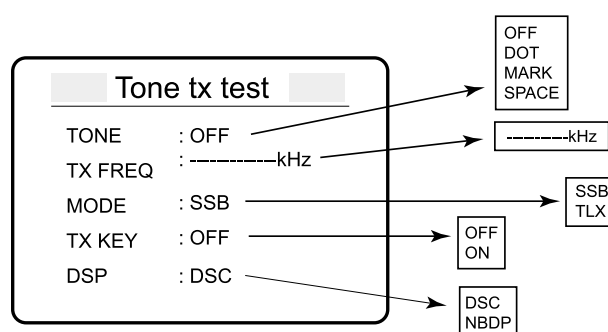 Tone tx test
TONE : OFF
TX FREQ : -------------kHz
MODE : SSB
TX KEY : OFF
DSP : DSC
OFF
DOT
MARK
SPACE
-----------kHz
SSB
TLX
OFF
ON
DSC
NBDP